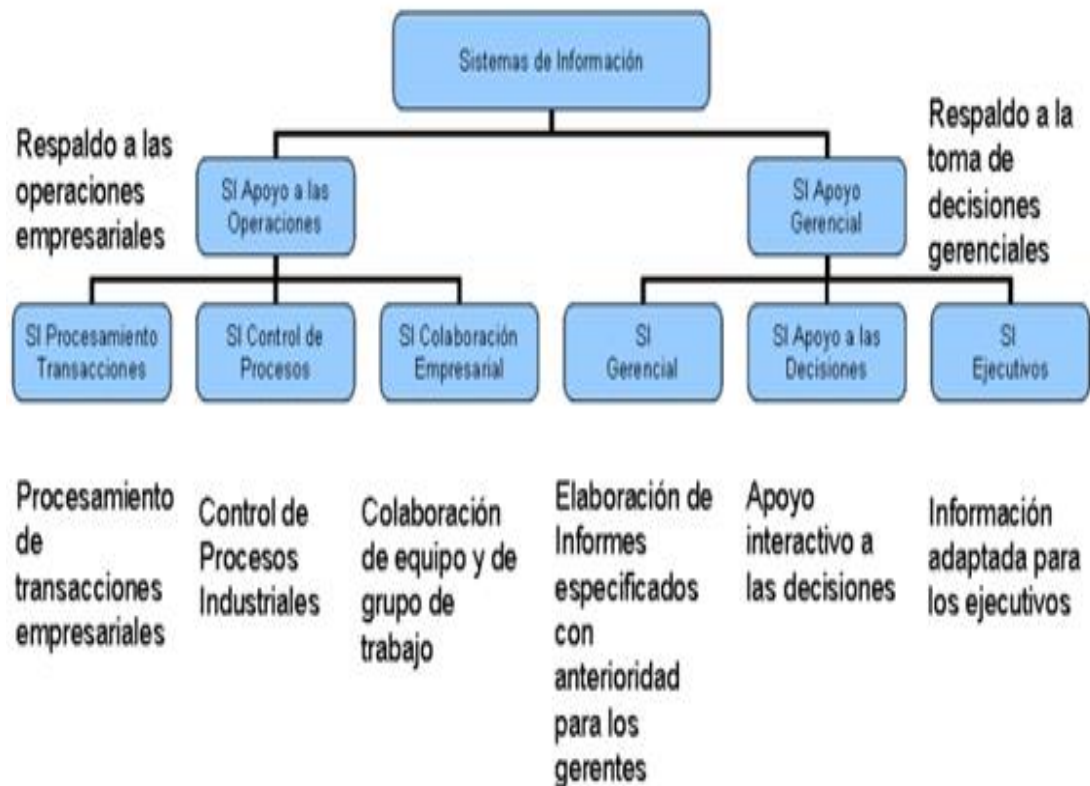 Sistemas de Información
Respaldo a las
operaciones
empresariales
SI Apoyo a las
Operaciones
SI Apoyo
Gerencial
Respaldo a la
toma de
decisiones
gerenciales
SI Procesamiento
Transacciones
SI Control de
Procesos
SI Colaboración
Empresarial
SI
Gerencial
SI Apoyo a las
Decisiones
SI
Ejecutivos
Procesamiento
de
transacciones
empresariales
Control de
Procesos
Industriales
Colaboración
de equipo y de
grupo de
trabajo
Elaboración de
Informes
especificados
con
anterioridad
para los
gerentes
Apoyo
interactivo a
las decisiones
Información
adaptada para
los ejecutivos